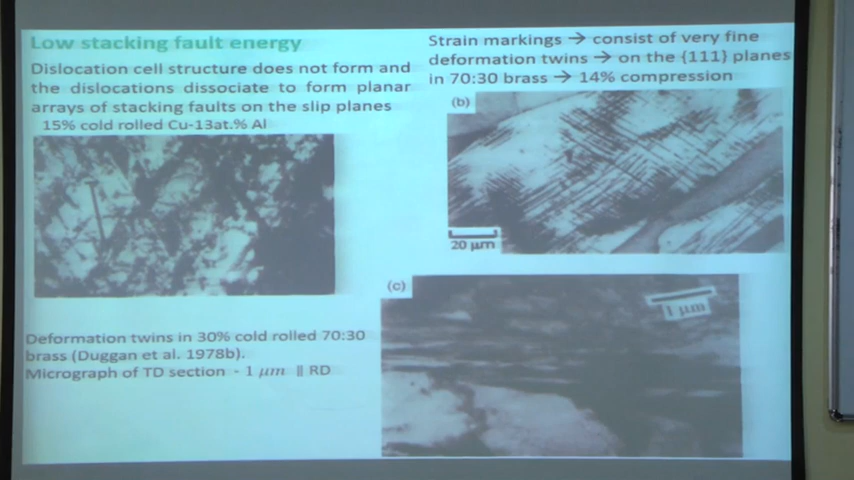 Low stacking fault energy
Dislocation cell structure does not form and
the dislocations dissociate to form planar
arrays of stacking faults on the slip planes
15% cold rolled Cu-13at.% Al
Strain markings → consist of very fine
deformation twins → on the {111} planes
in 70:30 brass → 14% compression
(b)
20 μm
(c)
1 μm
Deformation twins in 30% cold rolled 70:30
brass (Duggan et al. 1978b).
Micrograph of TD section - 1 μm || RD